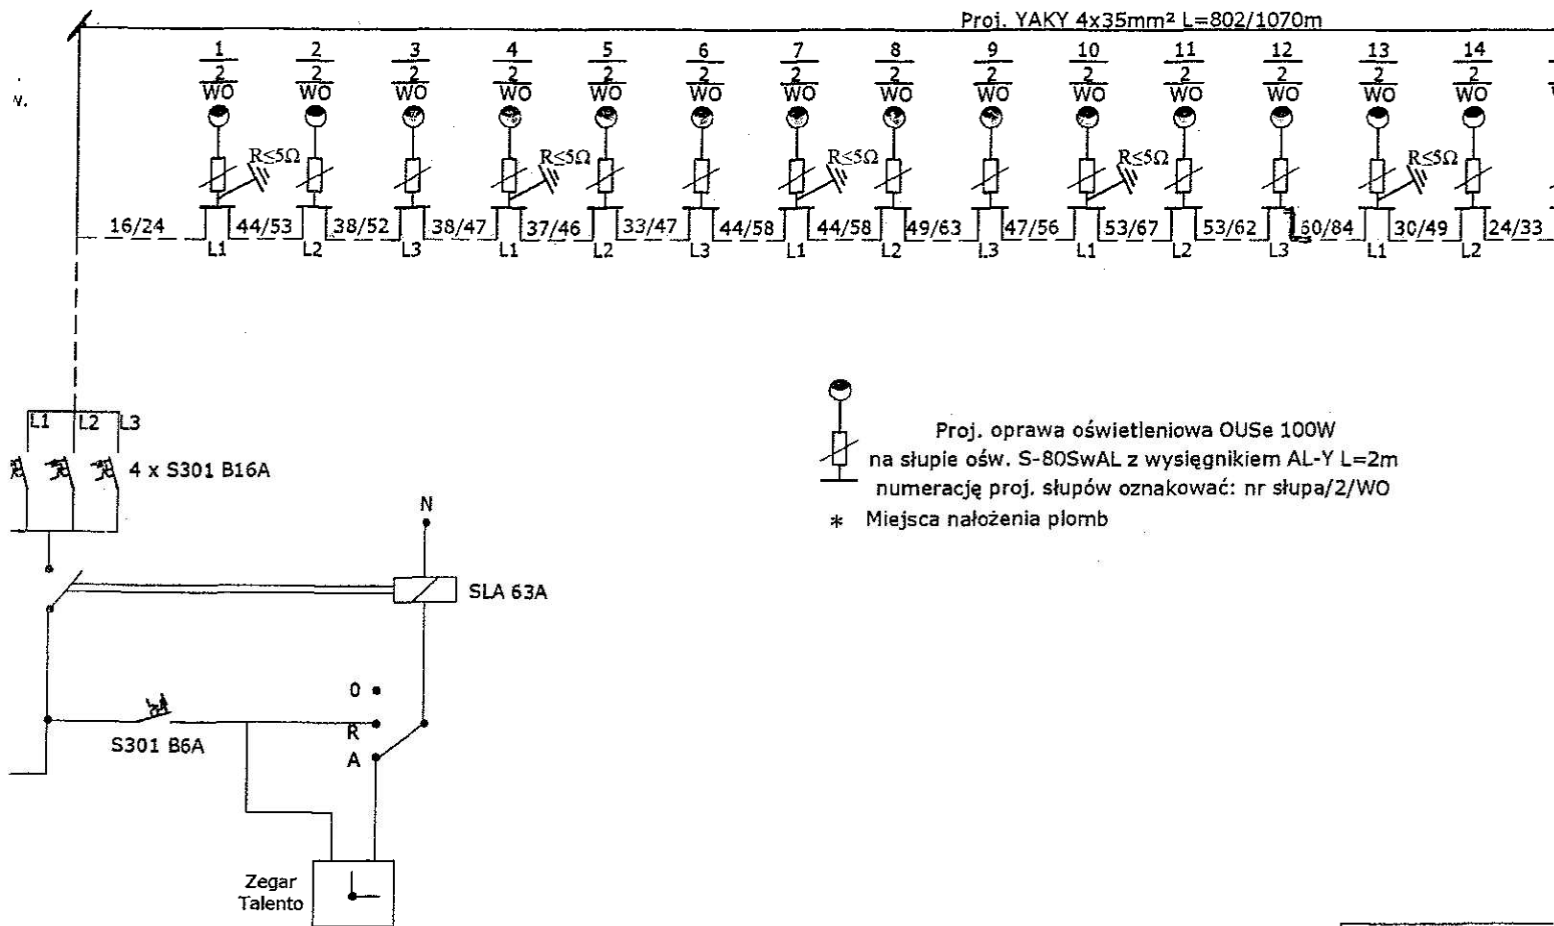 Proj. YAKY 4x35mm² L=802/1070m
1 2 3 4 5 6 7 8 9 10 11 12 13 14
2 2 2 2 2 2 2 2 2 2 2 2 2 2
WO WO WO WO WO WO WO WO WO WO WO WO WO WO
R≤5Ω R≤5Ω R≤5Ω R≤5Ω R≤5Ω
16/24 44/53 38/52 38/47 37/46 33/47 44/58 44/58 49/63 47/56 53/67 53/62 60/84 30/49 24/33
L1 L2 L3 L1 L2 L3 L1 L2 L3 L1 L2 L3 L1 L2
L1 L2 L3
4 x S301 B16A
Proj. oprawa oświetleniowa OUSe 100W
na słupie ośw. S-80SwAL z wysięgnikiem AL-Y L=2m
numerację proj. słupów oznakować: nr słupa/2/WO
* Miejsca nałożenia plomb
N
SLA 63A
0
R
A
S301 B6A
Zegar
Talento